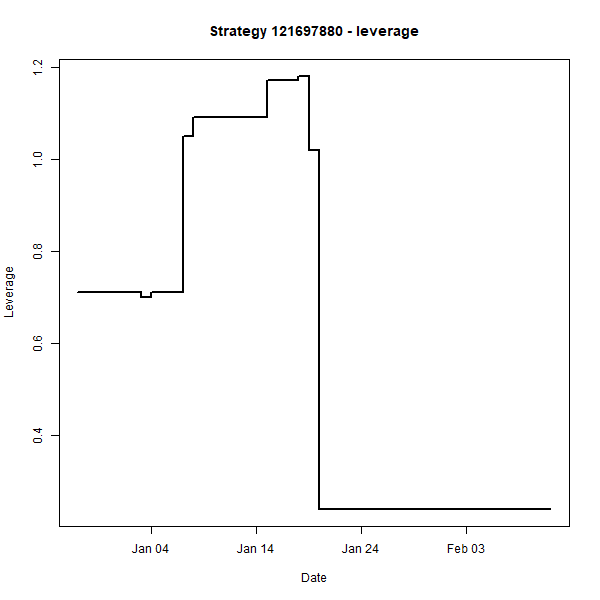 Strategy 121697880 - leverage
1.2
1.0
0.8
0.6
0.4
Leverage
Jan 04 Jan 14 Jan 24 Feb 03
Date